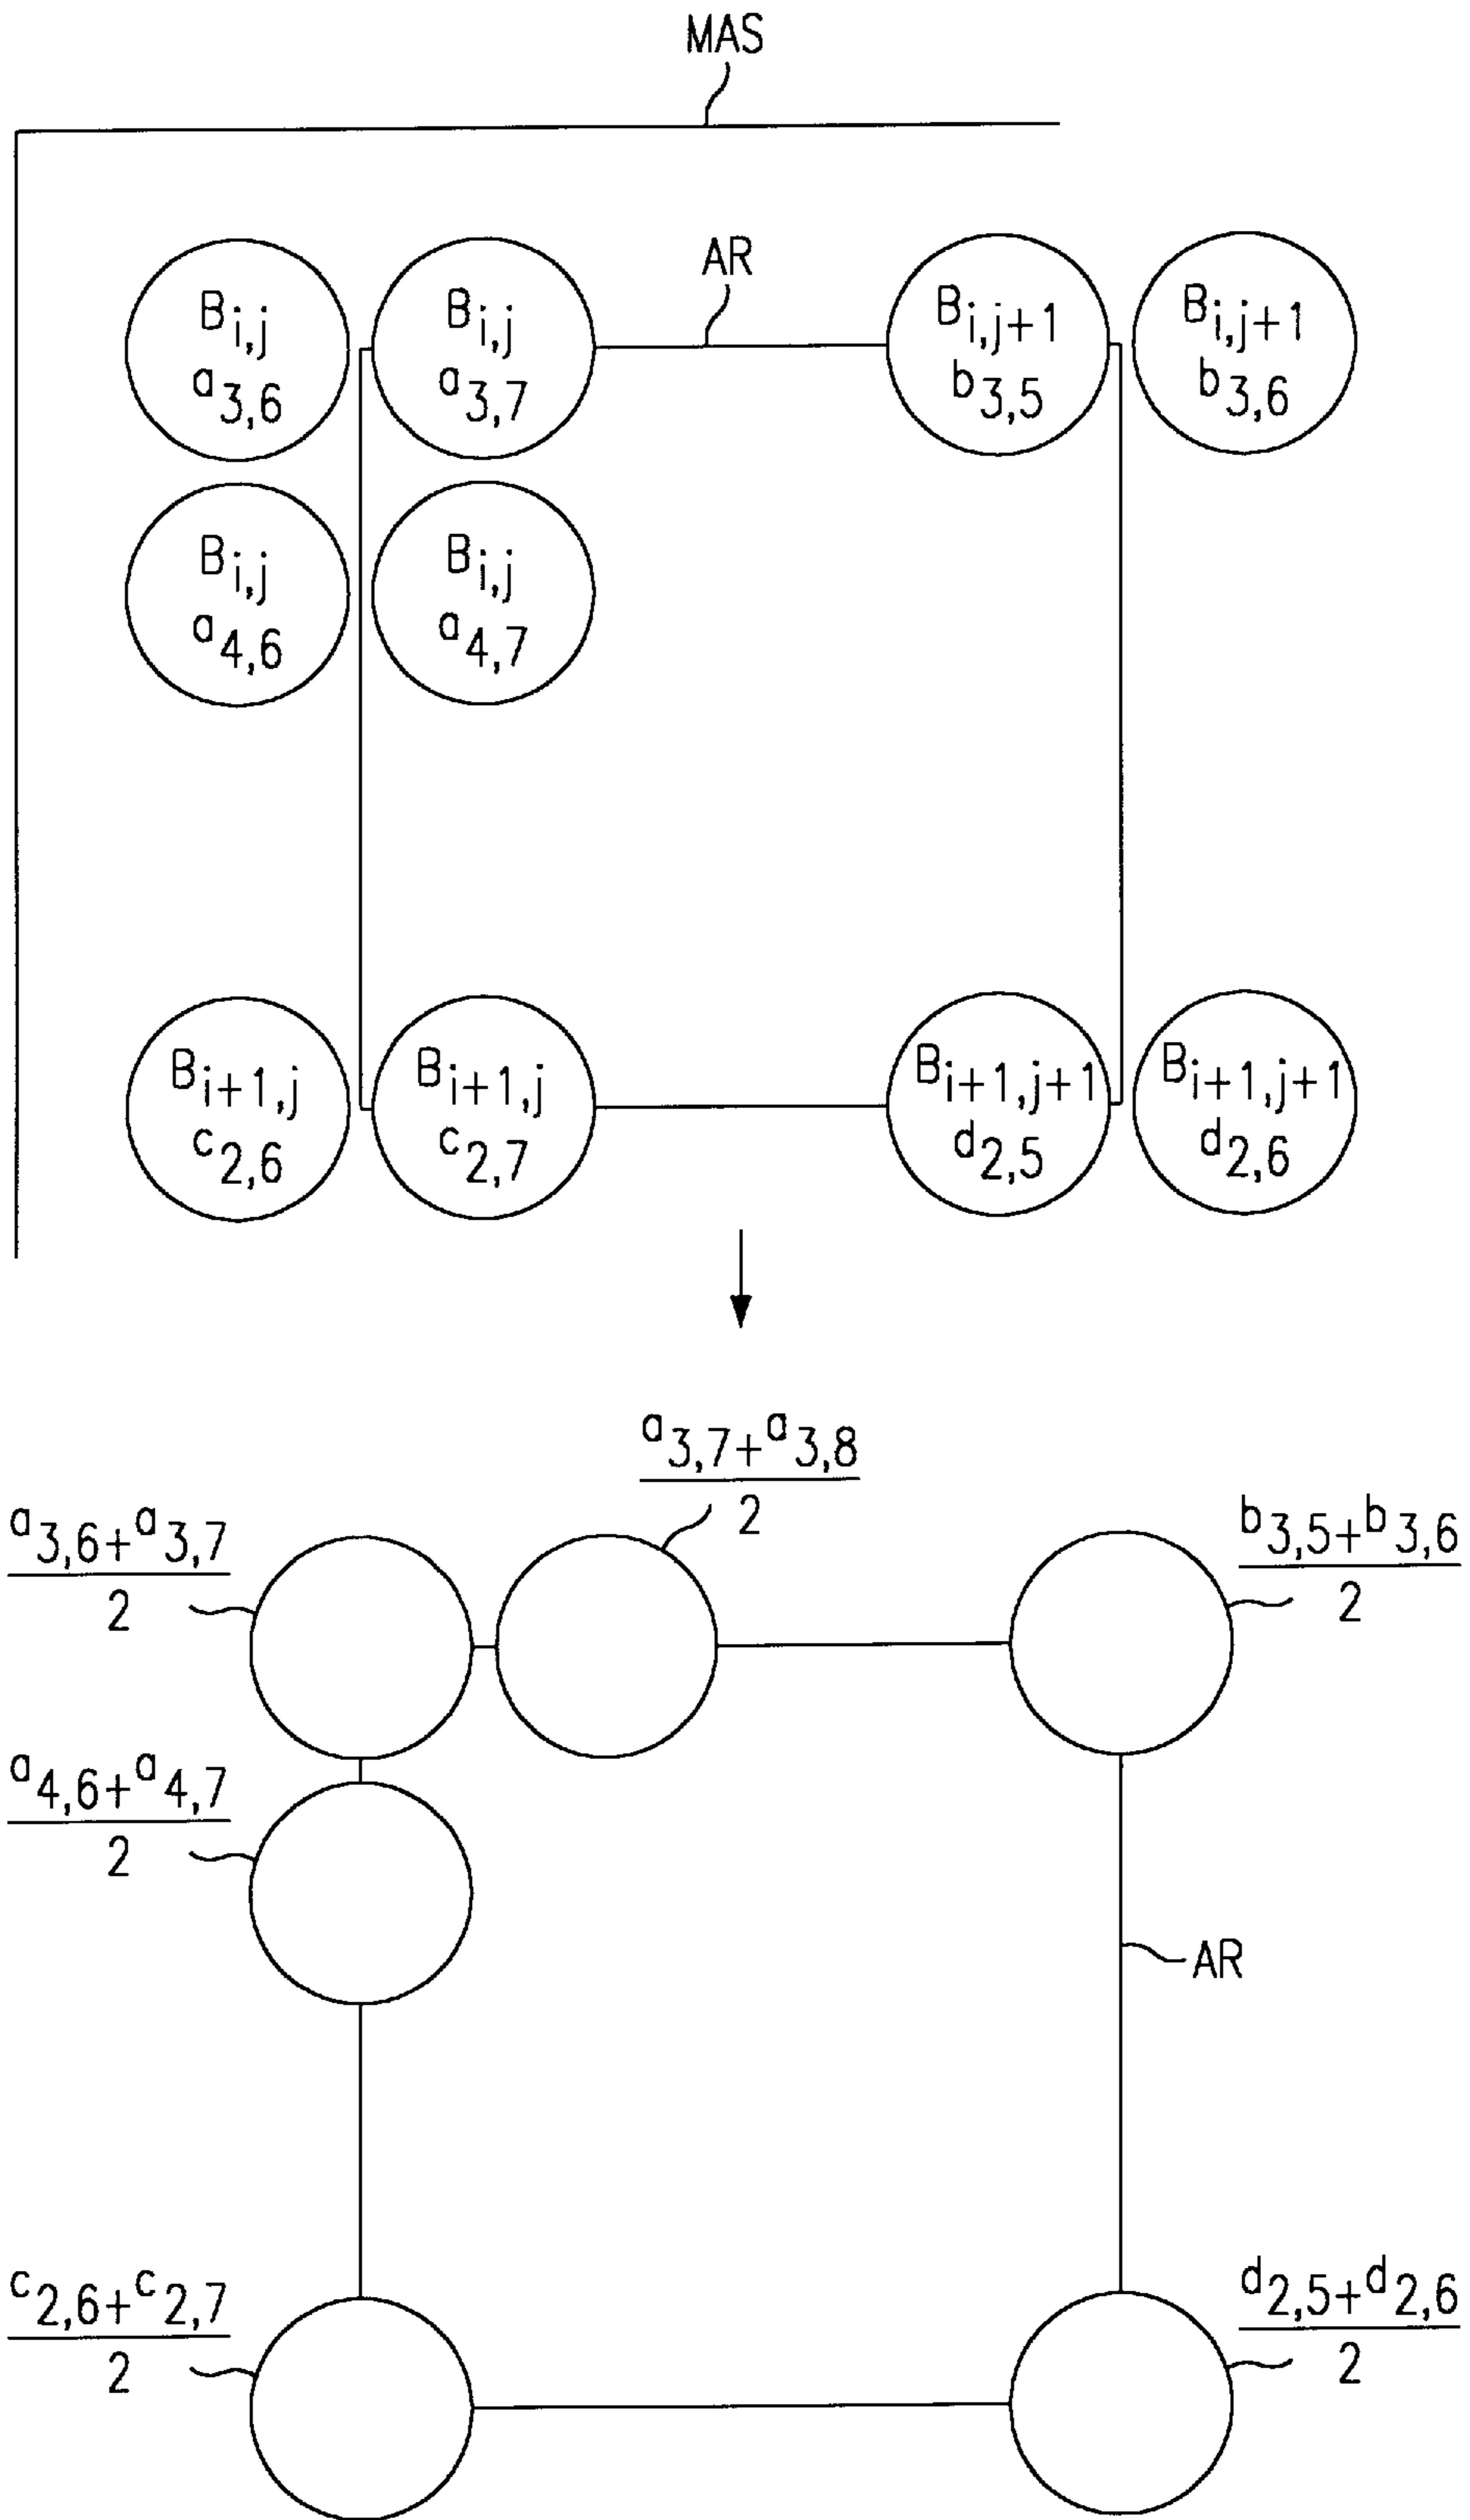 MAS
AR
B i,j B i,j B i,j+1 B i,j+1
a 3,6 a 3,7 b 3,5 b 3,6
B i,j B i,j
a 4,6 a 4,7
B i+1,j B i+1,j B i+1,j+1 B i+1,j+1
c 2,6 c 2,7 d 2,5 d 2,6
a 3,7 + a 3,8
2
a 3,6 + a 3,7
2
b 3,5 + b 3,6
2
a 4,6 + a 4,7
2
AR
c 2,6 + c 2,7
2
d 2,5 + d 2,6
2